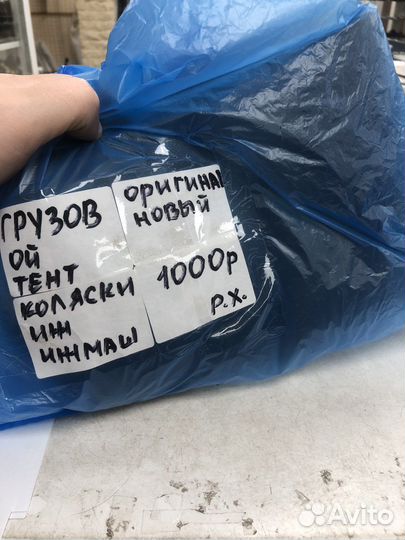 ГРУЗОВ
ОЙ
ТЕНТ
КОЛЯСКИ
ИЖ
ИЖМАШ
ОРИГИНАЛ
НОВЫЙ
1000р
Р.Х.
Avito